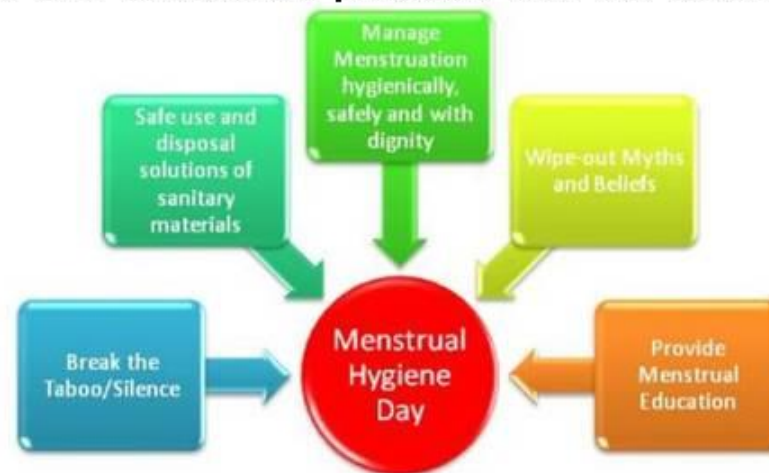 Break the
Taboo/Silence
Safe use and
disposal
solutions of
sanitary
materials
Manage
Menstruation
hygienically,
safely and with
dignity
Wipe-out Myths
and Beliefs
Provide
Menstrual
Education
Menstrual
Hygiene
Day